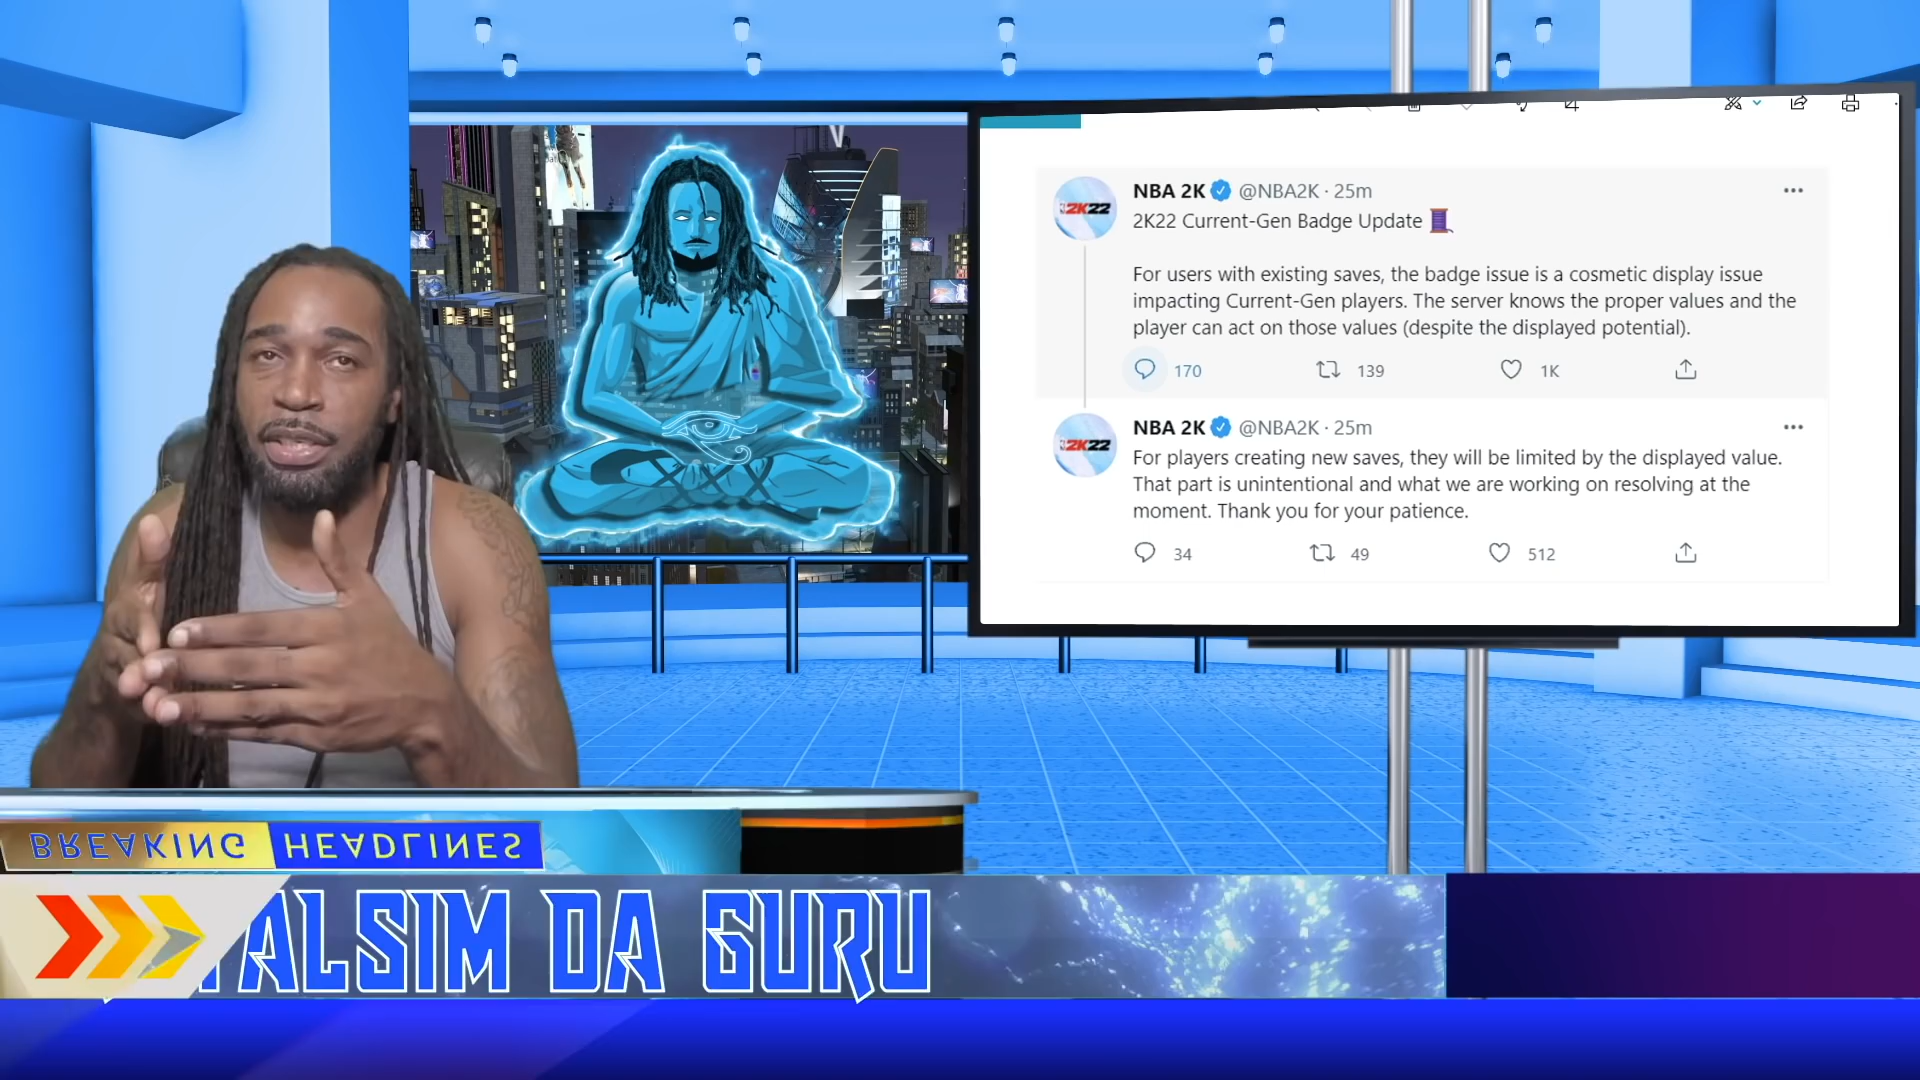 NBA 2K @NBA2K · 25m
2K22 Current-Gen Badge Update
For users with existing saves, the badge issue is a cosmetic display issue
impacting Current-Gen players. The server knows the proper values and the
player can act on those values (despite the displayed potential).
170 139 1K
2K22
NBA 2K @NBA2K · 25m
For players creating new saves, they will be limited by the displayed value.
That part is unintentional and what we are working on resolving at the
moment. Thank you for your patience.
34 49 512
2K22
BREAKING HEADLINES
TALSIM DA GURU